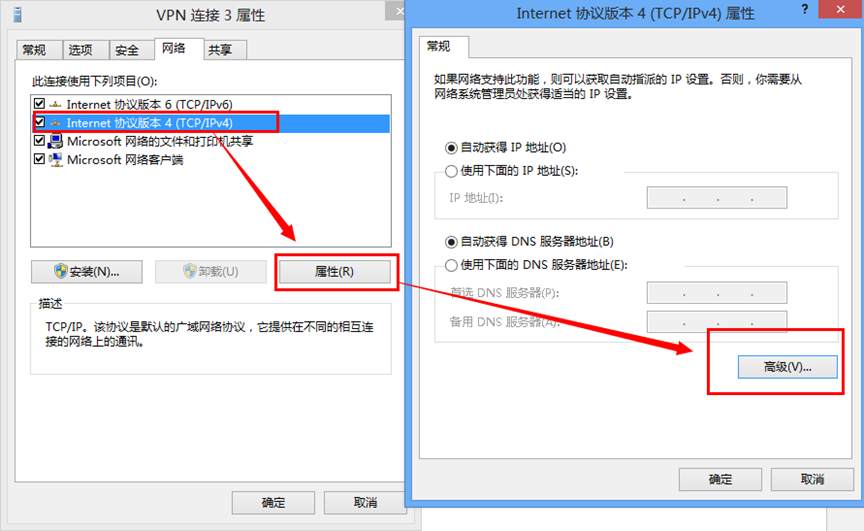 VPN 连接 3 属性
常规
选项
安全
网络
共享
此连接使用下列项目(O):
Internet 协议版本 6 (TCP/IPv6)
Internet 协议版本 4 (TCP/IPv4)
Microsoft 网络的文件和打印机共享
Microsoft 网络客户端
安装(N)...
卸载(U)
属性(R)
描述
TCP/IP。该协议是默认的广域网络协议，它提供在不同的相互连
接的网络上的通讯。
确定
取消
Internet 协议版本 4 (TCP/IPv4) 属性
常规
如果网络支持此功能，则可以获取自动指派的 IP 设置。否则，你需要从
网络系统管理员处获得适当的 IP 设置。
自动获得 IP 地址(O)
使用下面的 IP 地址(S):
IP 地址(I):
自动获得 DNS 服务器地址(B)
使用下面的 DNS 服务器地址(E):
首选 DNS 服务器(P):
备用 DNS 服务器(A):
高级(V)...
确定
取消